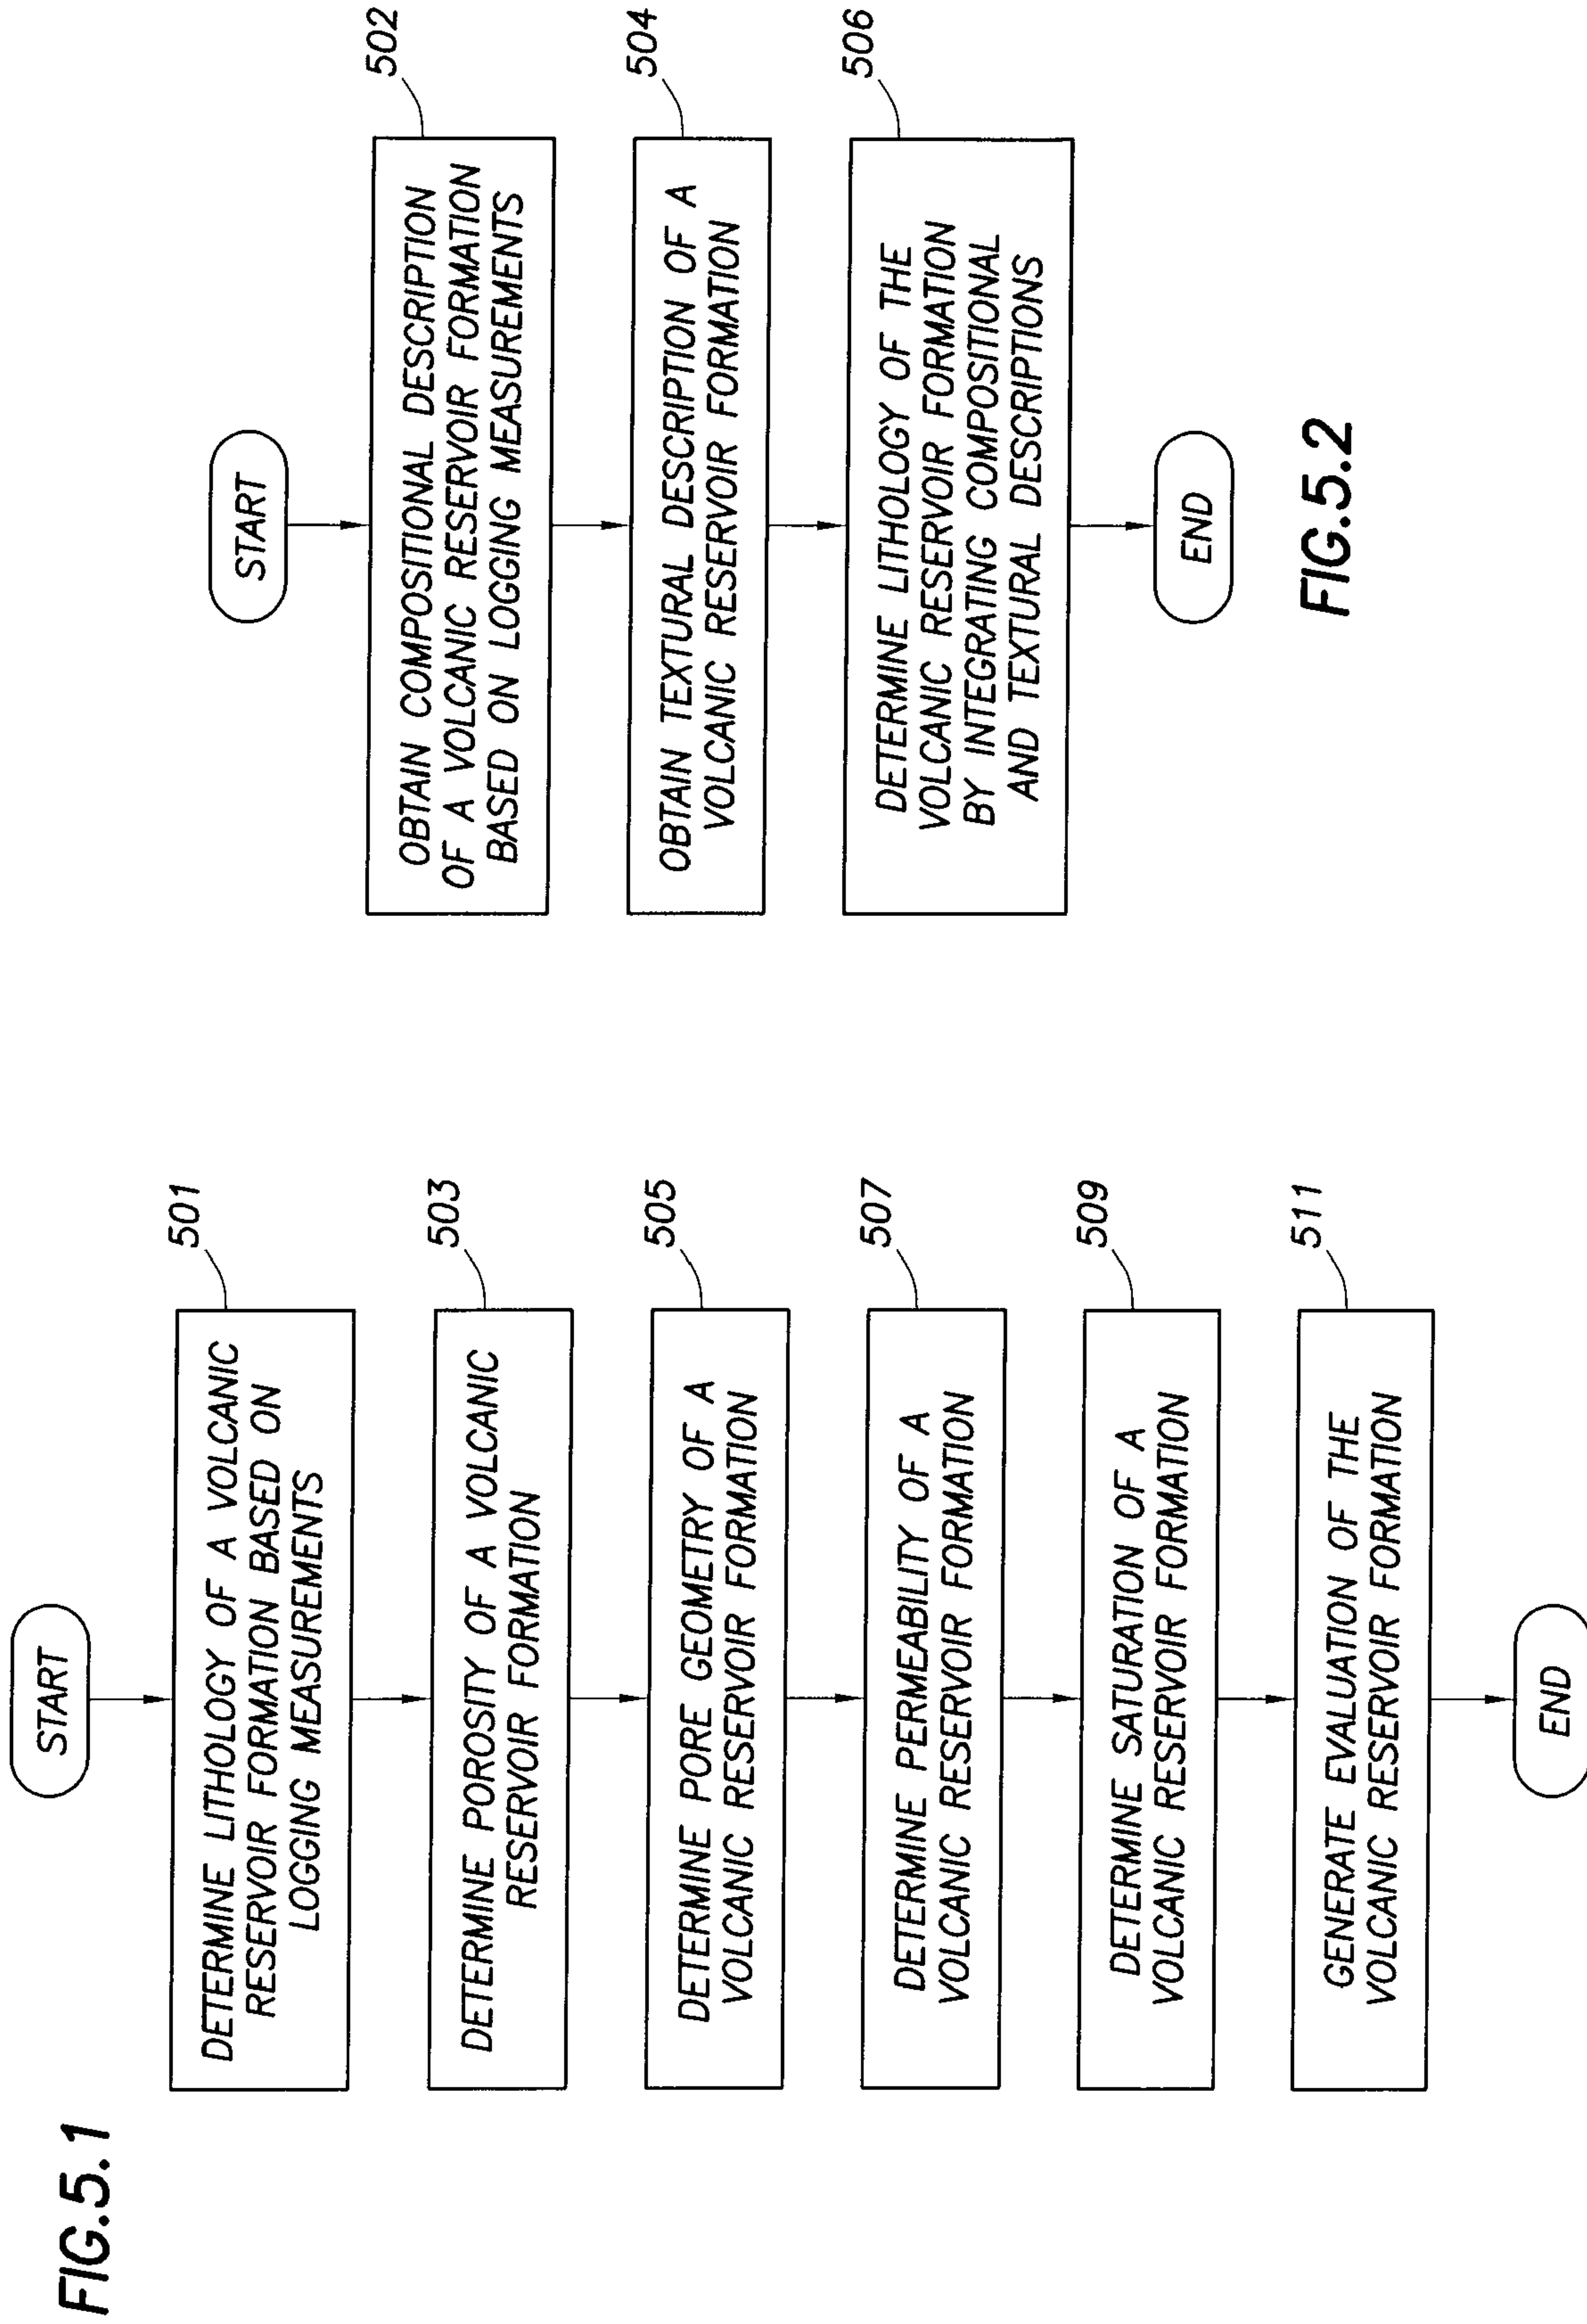 FIG.5.1
START
DETERMINE LITHOLOGY OF A VOLCANIC
RESERVOIR FORMATION BASED ON
LOGGING MEASUREMENTS
501
DETERMINE POROSITY OF A VOLCANIC
RESERVOIR FORMATION
503
DETERMINE PORE GEOMETRY OF A
VOLCANIC RESERVOIR FORMATION
505
DETERMINE PERMEABILITY OF A
VOLCANIC RESERVOIR FORMATION
507
DETERMINE SATURATION OF A
VOLCANIC RESERVOIR FORMATION
509
GENERATE EVALUATION OF THE
VOLCANIC RESERVOIR FORMATION
511
END
START
OBTAIN COMPOSITIONAL DESCRIPTION
OF A VOLCANIC RESERVOIR FORMATION
BASED ON LOGGING MEASUREMENTS
502
OBTAIN TEXTURAL DESCRIPTION OF A
VOLCANIC RESERVOIR FORMATION
504
DETERMINE LITHOLOGY OF THE
VOLCANIC RESERVOIR FORMATION
BY INTEGRATING COMPOSITIONAL
AND TEXTURAL DESCRIPTIONS
506
END
FIG.5.2